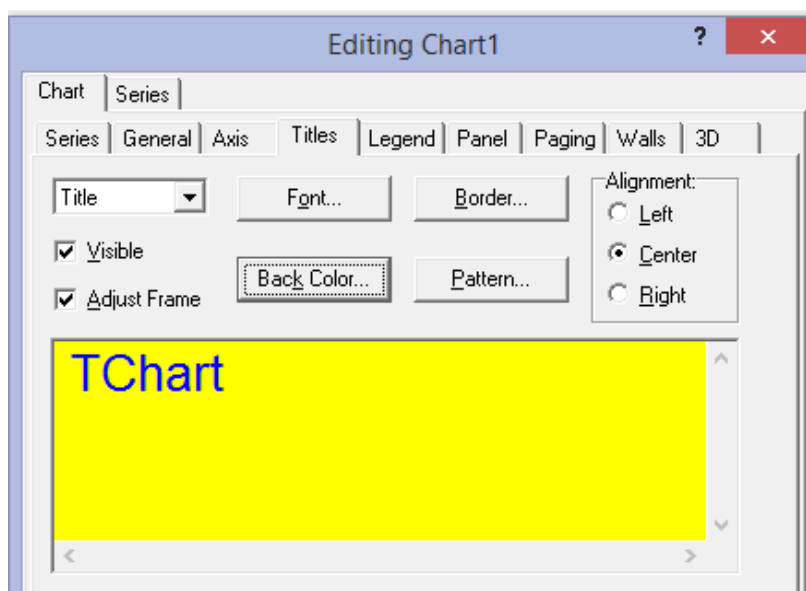 Editing Chart1 ?
Chart Series
Series General Axis Titles Legend Panel Paging Walls 3D
Title Font... Border... Alignment:
Left
Visible
Center
Back Color... Pattern...
Adjust Frame Right
TChart